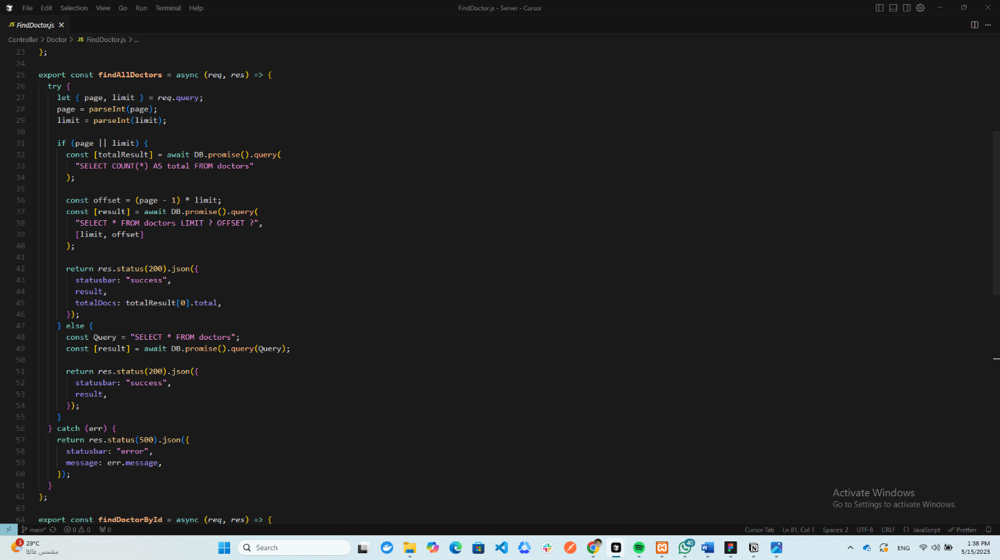 File Edit Selection View Go Run Terminal Help
FindDoctor.js - Server - Cursor
JS FindDoctor.js
Controller > Doctor > JS FindDoctor.js > ...
23 };
24
25 export const findAllDoctors = async (req, res) => {
26 try {
27 let { page, limit } = req.query;
28 page = parseInt(page);
29 limit = parseInt(limit);
30
31 if (page || limit) {
32 const [totalResult] = await DB.promise().query(
33 "SELECT COUNT(*) AS total FROM doctors"
34 );
35
36 const offset = (page - 1) * limit;
37 const [result] = await DB.promise().query(
38 "SELECT * FROM doctors LIMIT ? OFFSET ?",
39 [limit, offset]
40 );
41
42 return res.status(200).json({
43 statusbar: "success",
44 result,
45 totalDocs: totalResult[0].total,
46 });
47 } else {
48 const Query = "SELECT * FROM doctors";
49 const [result] = await DB.promise().query(Query);
50
51 return res.status(200).json({
52 statusbar: "success",
53 result,
54 });
55 }
56 } catch (err) {
57 return res.status(500).json({
58 statusbar: "error",
59 message: err.message,
60 });
61 }
62 };
63
64 export const findDoctorById = async (req, res) => {
Activate Windows
Go to Settings to activate Windows.
main* 0 0 0
Cursor Tab Ln 81, Col 1 Spaces: 2 UTF-8 CRLF {} JavaScript Prettier
5 29°C
مشمس غالبًا
Search
40
ENG
1:38 PM
5/15/2025